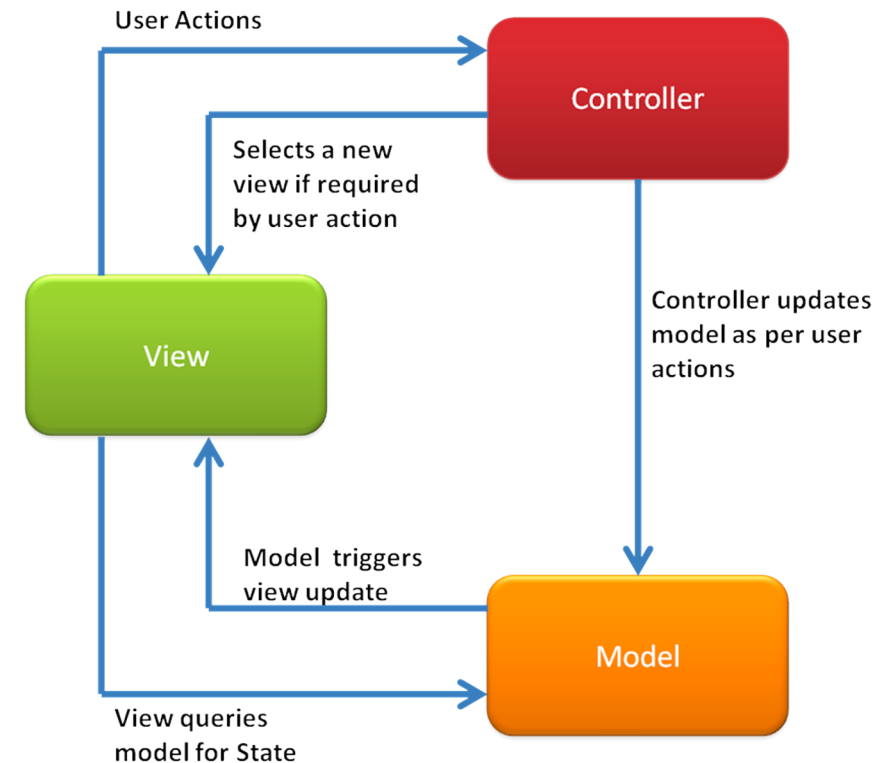 User Actions
Controller
Selects a new
view if required
by user action
Controller updates
model as per user
actions
View
Model triggers
view update
Model
View queries
model for State